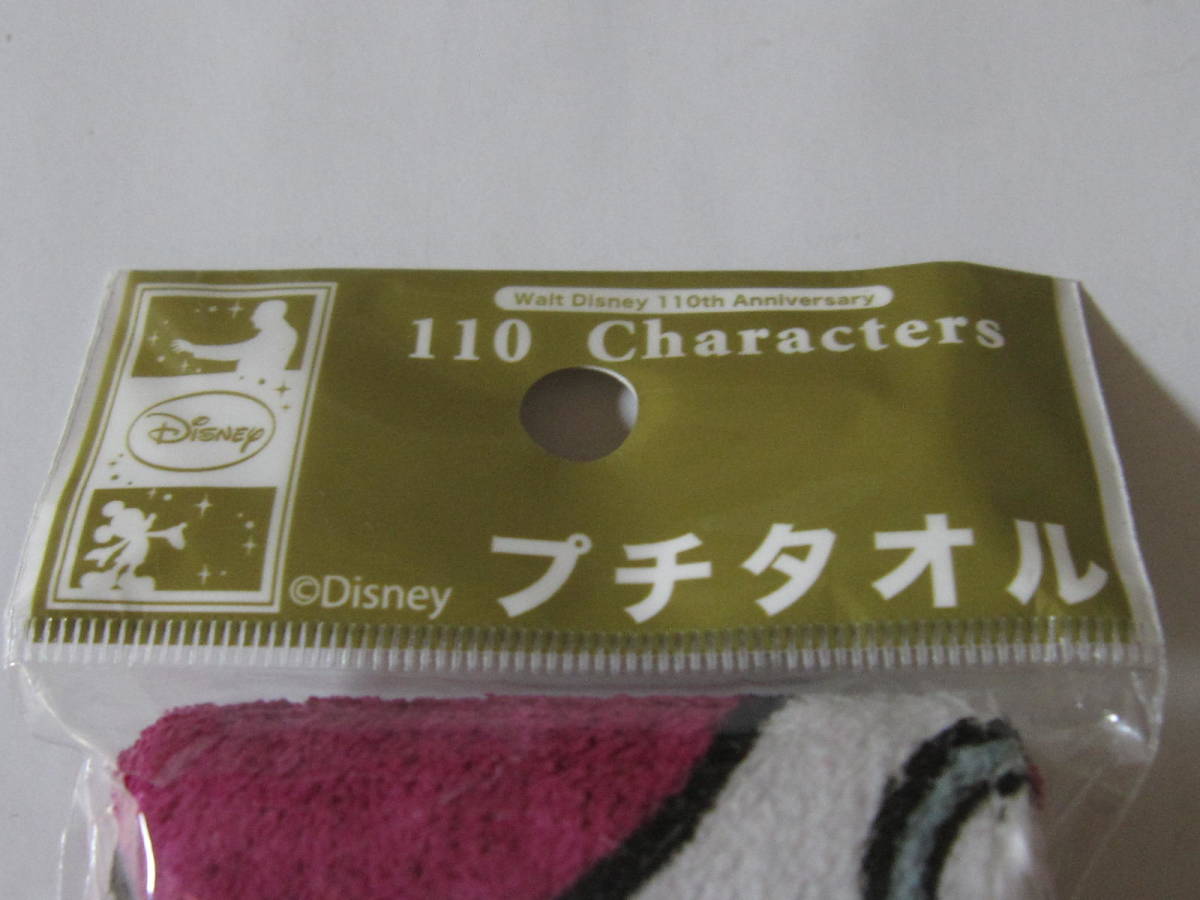 Walt Disney 110th Anniversary
110 Characters
Disney
©Disney
プチタオル